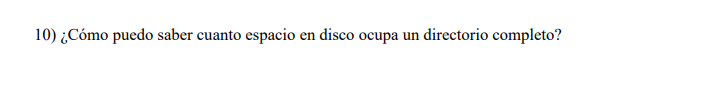 10) ¿Cómo puedo saber cuanto espacio en disco ocupa un directorio completo?